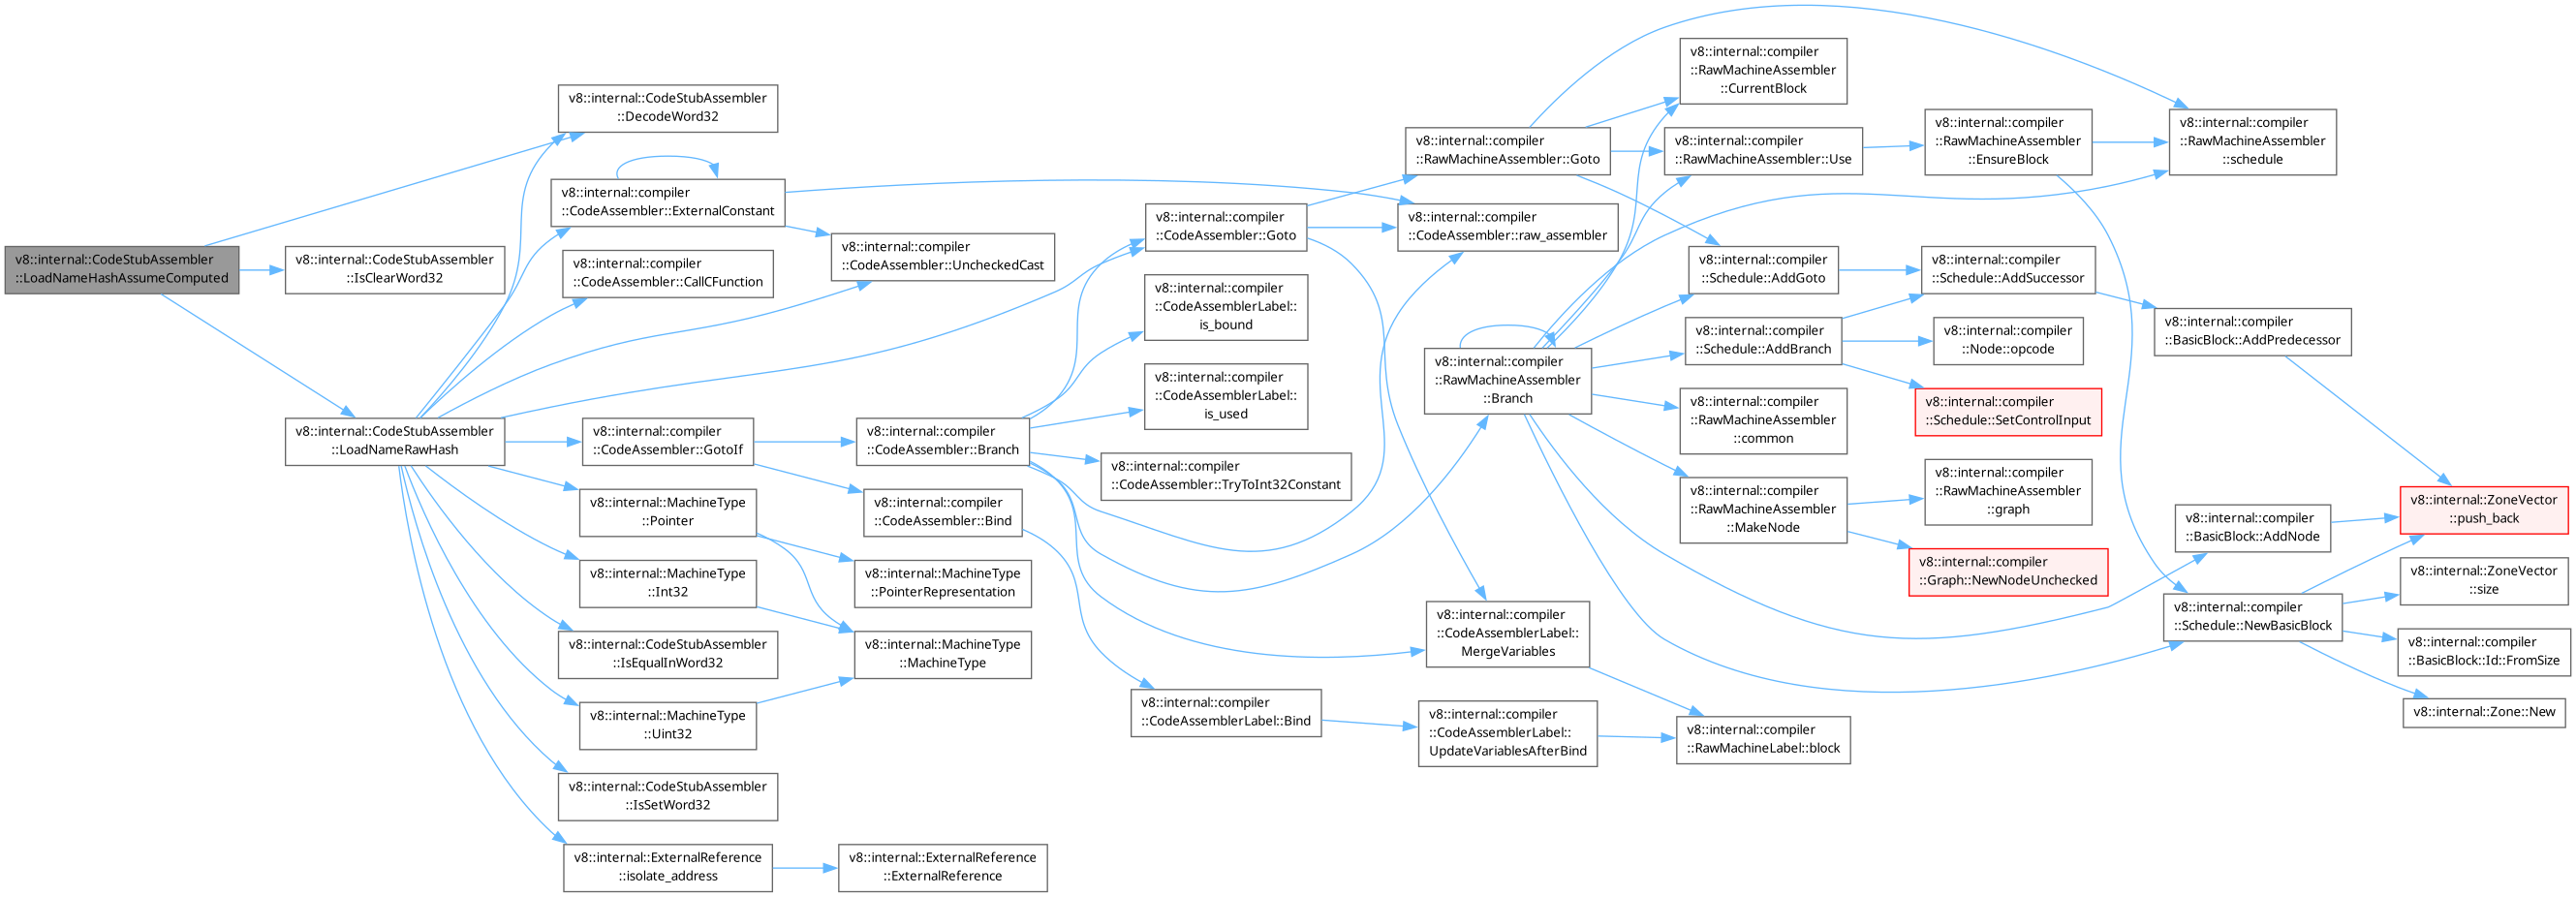 v8::internal::CodeStubAssembler
::LoadNameHashAssumeComputed
v8::internal::CodeStubAssembler
::DecodeWord32
v8::internal::CodeStubAssembler
::IsClearWord32
v8::internal::CodeStubAssembler
::LoadNameRawHash
v8::internal::compiler
::CodeAssembler::ExternalConstant
v8::internal::compiler
::CodeAssembler::CallCFunction
v8::internal::compiler
::CodeAssembler::GotoIf
v8::internal::MachineType
::Pointer
v8::internal::MachineType
::Int32
v8::internal::CodeStubAssembler
::IsEqualInWord32
v8::internal::MachineType
::Uint32
v8::internal::CodeStubAssembler
::IsSetWord32
v8::internal::ExternalReference
::isolate_address
v8::internal::compiler
::CodeAssembler::UncheckedCast
v8::internal::compiler
::CodeAssembler::Branch
v8::internal::compiler
::CodeAssembler::Bind
v8::internal::MachineType
::PointerRepresentation
v8::internal::MachineType
::MachineType
v8::internal::ExternalReference
::ExternalReference
v8::internal::compiler
::CodeAssembler::Goto
v8::internal::compiler
::CodeAssemblerLabel::
is_bound
v8::internal::compiler
::CodeAssemblerLabel::
is_used
v8::internal::compiler
::CodeAssembler::TryToInt32Constant
v8::internal::compiler
::CodeAssemblerLabel::Bind
v8::internal::compiler
::RawMachineAssembler::Goto
v8::internal::compiler
::CodeAssembler::raw_assembler
v8::internal::compiler
::RawMachineAssembler
::Branch
v8::internal::compiler
::CodeAssemblerLabel::
MergeVariables
v8::internal::compiler
::CodeAssemblerLabel::
UpdateVariablesAfterBind
v8::internal::compiler
::RawMachineAssembler
::CurrentBlock
v8::internal::compiler
::RawMachineAssembler::Use
v8::internal::compiler
::Schedule::AddGoto
v8::internal::compiler
::Schedule::AddBranch
v8::internal::compiler
::RawMachineAssembler
::common
v8::internal::compiler
::RawMachineAssembler
::MakeNode
v8::internal::compiler
::RawMachineLabel::block
v8::internal::compiler
::RawMachineAssembler
::EnsureBlock
v8::internal::compiler
::Schedule::AddSuccessor
v8::internal::compiler
::Node::opcode
v8::internal::compiler
::Schedule::SetControlInput
v8::internal::compiler
::RawMachineAssembler
::graph
v8::internal::compiler
::Graph::NewNodeUnchecked
v8::internal::compiler
::RawMachineAssembler
::schedule
v8::internal::compiler
::BasicBlock::AddPredecessor
v8::internal::compiler
::BasicBlock::AddNode
v8::internal::compiler
::Schedule::NewBasicBlock
v8::internal::ZoneVector
::push_back
v8::internal::ZoneVector
::size
v8::internal::compiler
::BasicBlock::Id::FromSize
v8::internal::Zone::New